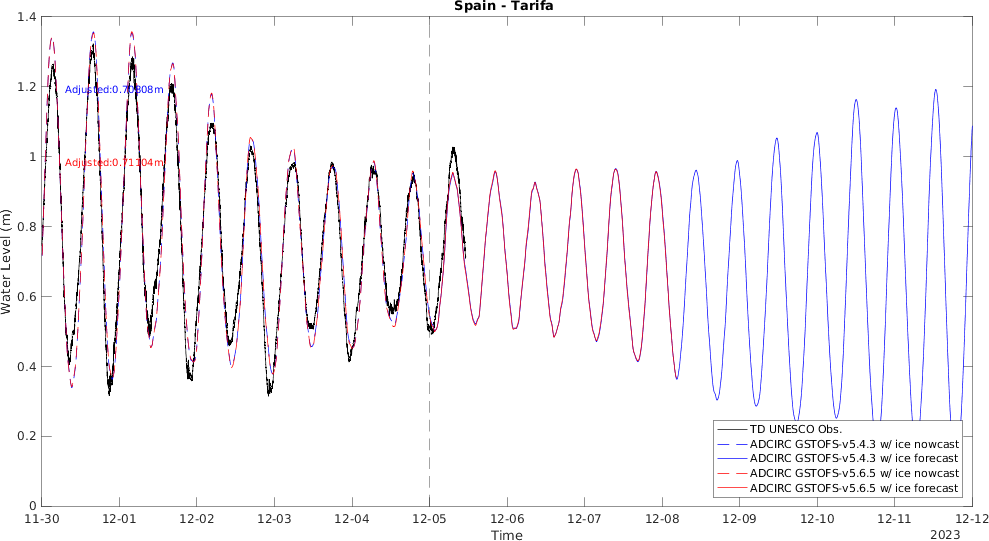 Spain - Tarifa
1.4
1.2
1
0.8
0.6
0.4
0.2
0
Water Level (m)
Adjusted:0.70808m
Adjusted:0.71104m
TD UNESCO Obs.
ADCIRC GSTOFS-v5.4.3 w/ ice nowcast
ADCIRC GSTOFS-v5.4.3 w/ ice forecast
ADCIRC GSTOFS-v5.6.5 w/ ice nowcast
ADCIRC GSTOFS-v5.6.5 w/ ice forecast
11-30 12-01 12-02 12-03 12-04 12-05 12-06 12-07 12-08 12-09 12-10 12-11 12-12
Time
2023